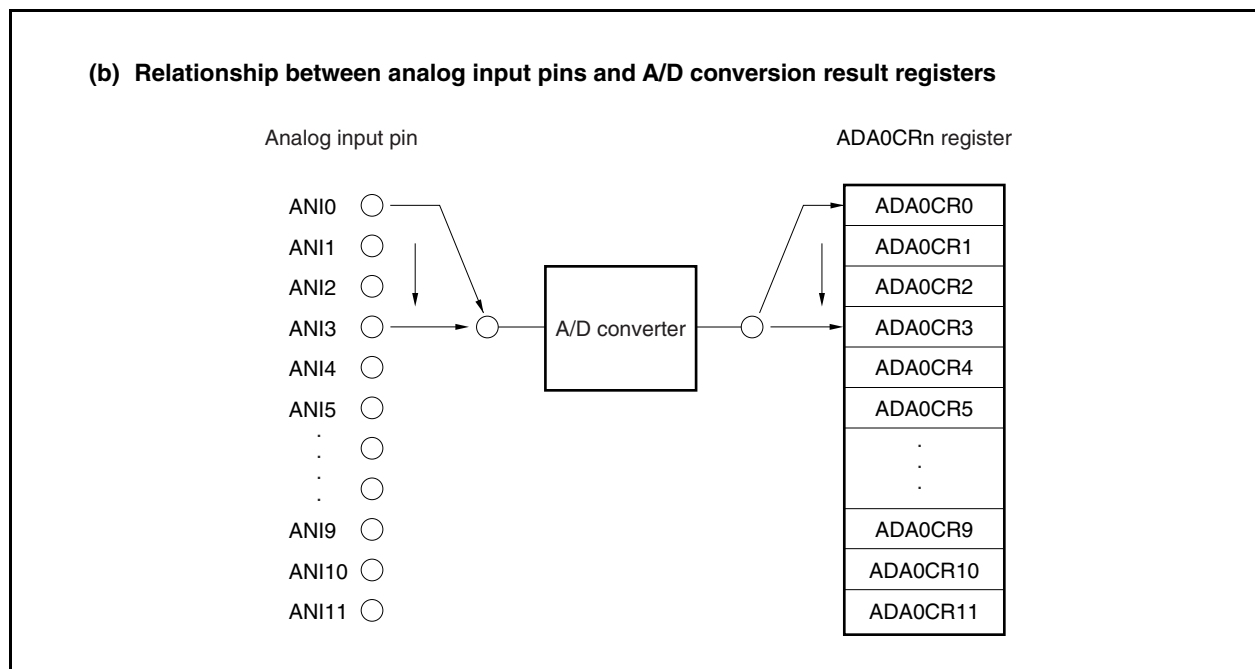 (b) Relationship between analog input pins and A/D conversion result registers
Analog input pin
ANI0
ANI1
ANI2
ANI3
ANI4
ANI5
.
.
.
.
ANI9
ANI10
ANI11
A/D converter
ADA0CRn register
ADA0CR0
ADA0CR1
ADA0CR2
ADA0CR3
ADA0CR4
ADA0CR5
.
.
.
ADA0CR9
ADA0CR10
ADA0CR11